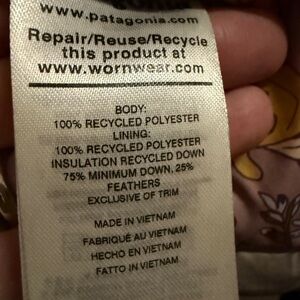 www.patagonia.com
Repair/Reuse/Recycle
this product at
www.wornwear.com
BODY:
100% RECYCLED POLYESTER
LINING:
100% RECYCLED POLYESTER
INSULATION RECYCLED DOWN
75% MINIMUM DOWN, 25%
FEATHERS
EXCLUSIVE OF TRIM
MADE IN VIETNAM
FABRIQUÉ AU VIETNAM
HECHO EN VIETNAM
FATTO IN VIETNAM